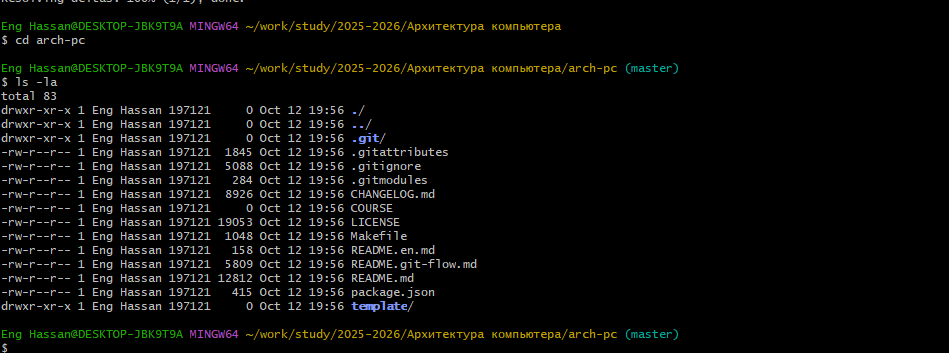 Resolving deltas: 100% (1/1), done.
Eng Hassan@DESKTOP-JBK9T9A MINGW64 ~/work/study/2025-2026/Архитектура компьютера
$ cd arch-pc
Eng Hassan@DESKTOP-JBK9T9A MINGW64 ~/work/study/2025-2026/Архитектура компьютера/arch-pc (master)
$ ls -la
total 83
drwxr-xr-x 1 Eng Hassan 197121     0 Oct 12 19:56 ./
drwxr-xr-x 1 Eng Hassan 197121     0 Oct 12 19:56 ../
drwxr-xr-x 1 Eng Hassan 197121     0 Oct 12 19:56 .git/
-rw-r--r-- 1 Eng Hassan 197121  1845 Oct 12 19:56 .gitattributes
-rw-r--r-- 1 Eng Hassan 197121  5088 Oct 12 19:56 .gitignore
-rw-r--r-- 1 Eng Hassan 197121   284 Oct 12 19:56 .gitmodules
-rw-r--r-- 1 Eng Hassan 197121  8926 Oct 12 19:56 CHANGELOG.md
-rw-r--r-- 1 Eng Hassan 197121     0 Oct 12 19:56 COURSE
-rw-r--r-- 1 Eng Hassan 197121 19053 Oct 12 19:56 LICENSE
-rw-r--r-- 1 Eng Hassan 197121  1048 Oct 12 19:56 Makefile
-rw-r--r-- 1 Eng Hassan 197121   158 Oct 12 19:56 README.en.md
-rw-r--r-- 1 Eng Hassan 197121  5809 Oct 12 19:56 README.git-flow.md
-rw-r--r-- 1 Eng Hassan 197121 12812 Oct 12 19:56 README.md
-rw-r--r-- 1 Eng Hassan 197121   415 Oct 12 19:56 package.json
drwxr-xr-x 1 Eng Hassan 197121     0 Oct 12 19:56 template/
Eng Hassan@DESKTOP-JBK9T9A MINGW64 ~/work/study/2025-2026/Архитектура компьютера/arch-pc (master)
$